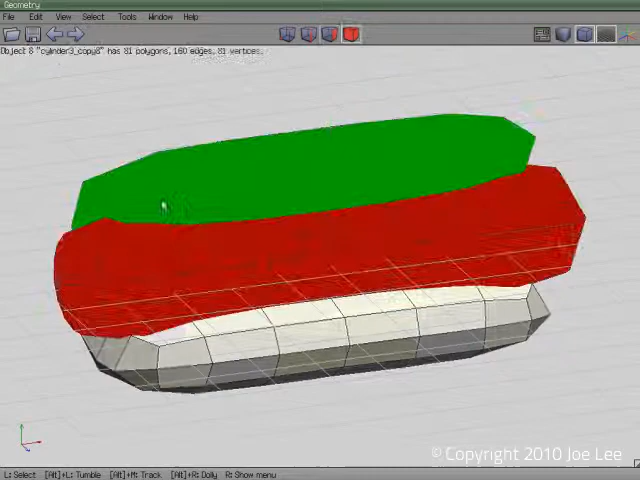 Geometry
File Edit View Select Tools Window Help
Object 8 "cylinder3_copy8" has 81 polygons, 160 edges, 81 vertices.
© Copyright 2010 Joe Lee
L: Select [Alt]+L: Tumble [Alt]+M: Track [Alt]+R: Dolly R: Show menu